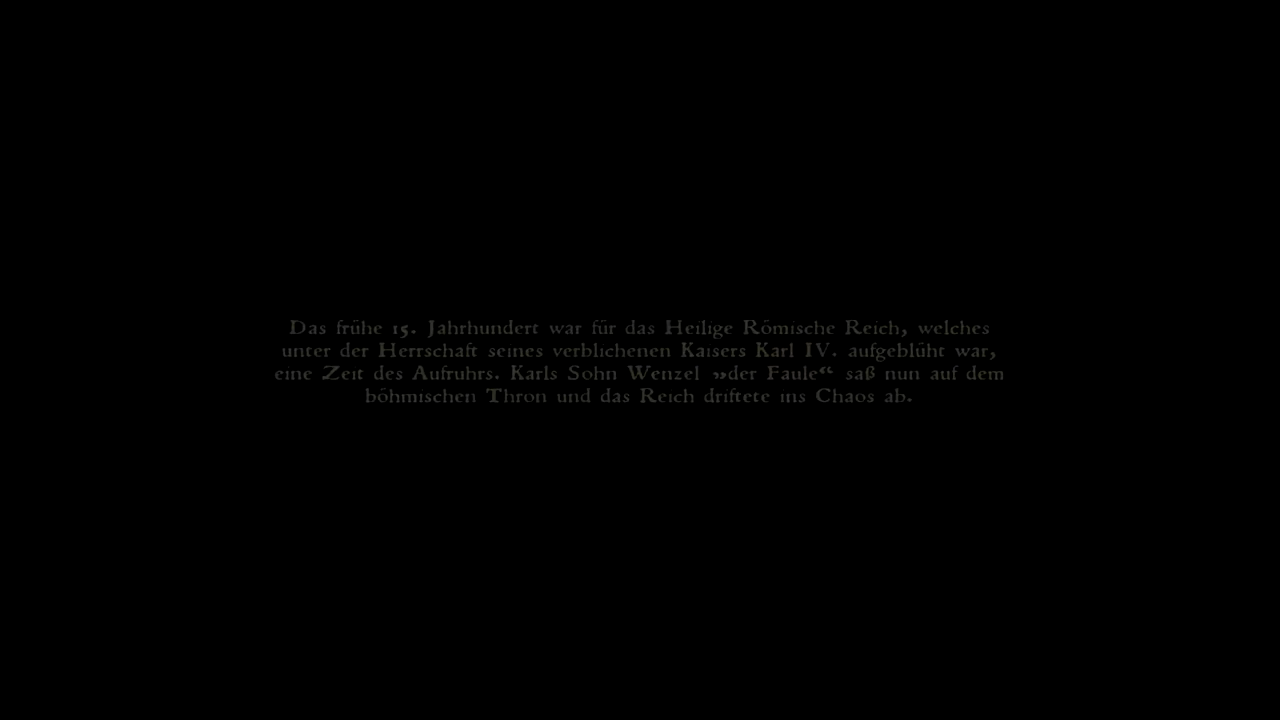 Das frühe 15. Jahrhundert war für das Heilige Römische Reich, welches
unter der Herrschaft seines verblichenen Kaisers Karl IV. aufgeblüht war,
eine Zeit des Aufruhrs. Karls Sohn Wenzel »der Faule“ saß nun auf dem
böhmischen Thron und das Reich driftete ins Chaos ab.